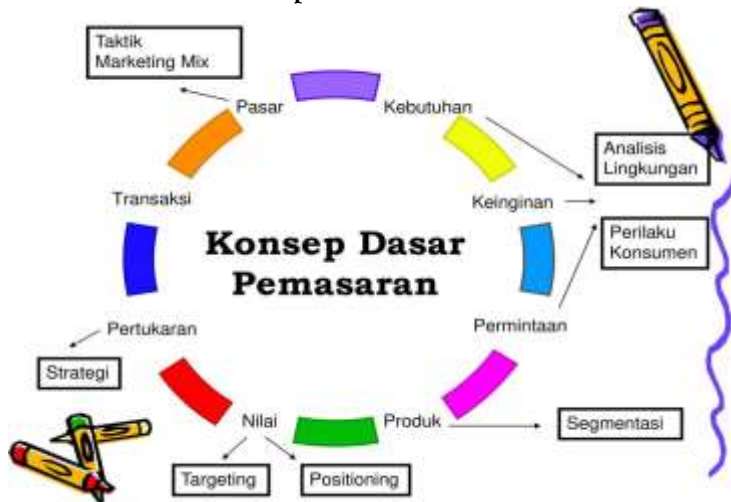 Taktik
Marketing Mix
Pasar
Kebutuhan
Analisis
Lingkungan
Transaksi
Keinginan
Konsep Dasar
Pemasaran
Perilaku
Konsumen
Pertukaran
Permintaan
Strategi
Nilai
Produk
Segmentasi
Targeting
Positioning